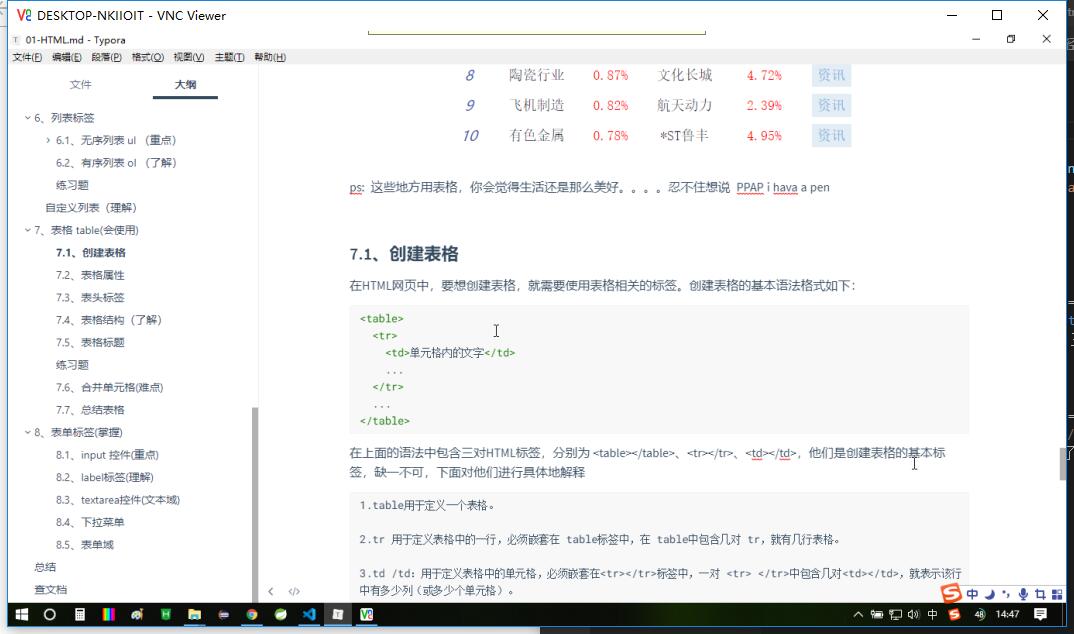 DESKTOP-NKIIOIT - VNC Viewer
01-HTML.md - Typora
文件(F) 编辑(E) 段落(P) 格式(O) 视图(V) 主题(T) 帮助(H)
文件 大纲
6、列表标签
6.1、无序列表 ul （重点）
6.2、有序列表 ol （了解）
练习题
自定义列表（理解）
7、表格 table(会使用)
7.1、创建表格
7.2、表格属性
7.3、表头标签
7.4、表格结构（了解）
7.5、表格标题
练习题
7.6、合并单元格(难点)
7.7、总结表格
8、表单标签(掌握)
8.1、input 控件(重点)
8.2、label标签(理解)
8.3、textarea控件(文本域)
8.4、下拉菜单
8.5、表单域
总结
查文档
8 陶瓷行业 0.87% 文化长城 4.72% 资讯
9 飞机制造 0.82% 航天动力 2.39% 资讯
10 有色金属 0.78% *ST鲁丰 4.95% 资讯
ps: 这些地方用表格，你会觉得生活还是那么美好。。。。忍不住想说 PPAP i hava a pen
7.1、创建表格
在HTML网页中，要想创建表格，就需要使用表格相关的标签。创建表格的基本语法格式如下：
<table>
<tr>
<td>单元格内的文字</td>
...
</tr>
...
</table>
在上面的语法中包含三对HTML标签，分别为 <table></table>、<tr></tr>、<td></td>，他们是创建表格的基本标
签，缺一不可，下面对他们进行具体地解释
1.table用于定义一个表格。
2.tr 用于定义表格中的一行，必须嵌套在 table标签中，在 table中包含几对 tr，就有几行表格。
3.td /td：用于定义表格中的单元格，必须嵌套在<tr></tr>标签中，一对 <tr> </tr>中包含几对<td></td>，就表示该行
中有多少列（或多少个单元格）。
中
中 48 14:47